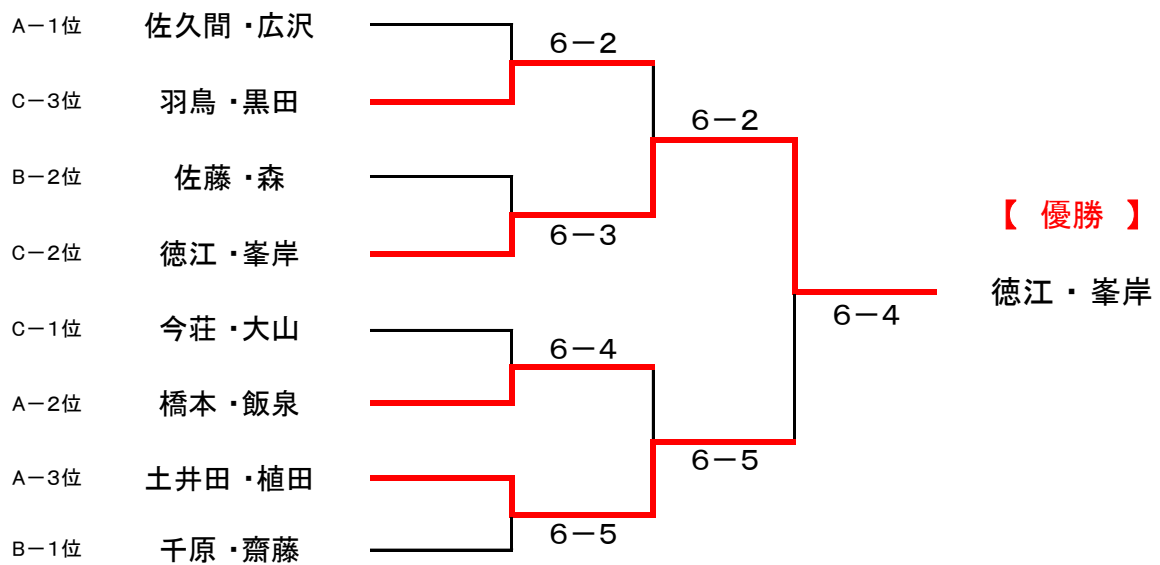 A－1位 佐久間・広沢
6－2
C－3位 羽鳥・黒田
6－2
B－2位 佐藤・森
【 優勝 】
6－3
C－2位 徳江・峯岸
徳江・峯岸
6－4
C－1位 今荘・大山
6－4
A－2位 橋本・飯泉
6－5
A－3位 土井田・植田
6－5
B－1位 千原・齋藤